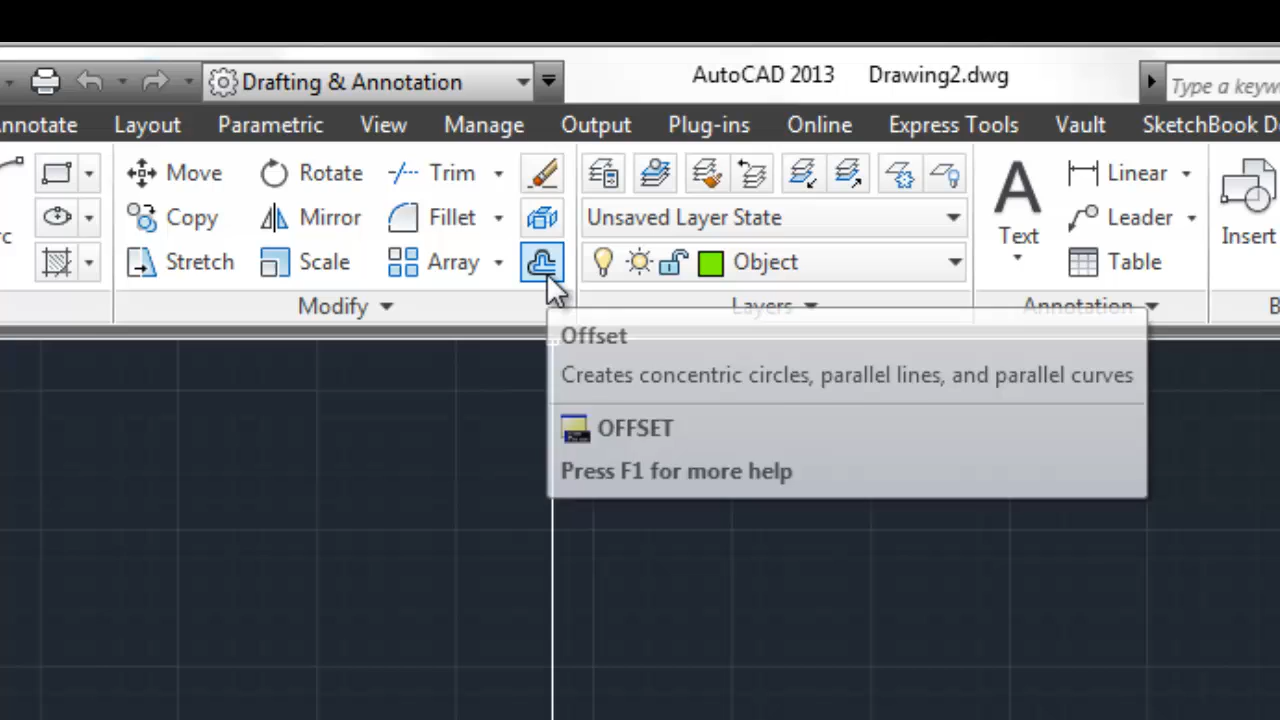 Drafting & Annotation AutoCAD 2013 Drawing2.dwg Type a keyw
nnotate Layout Parametric View Manage Output Plug-ins Online Express Tools Vault SketchBook D
Move Rotate Trim Linear
Copy Mirror Fillet Unsaved Layer State Text Leader Insert
Stretch Scale Array Object Table
Modify Layers Annotation B
Offset
Creates concentric circles, parallel lines, and parallel curves
OFFSET
Press F1 for more help